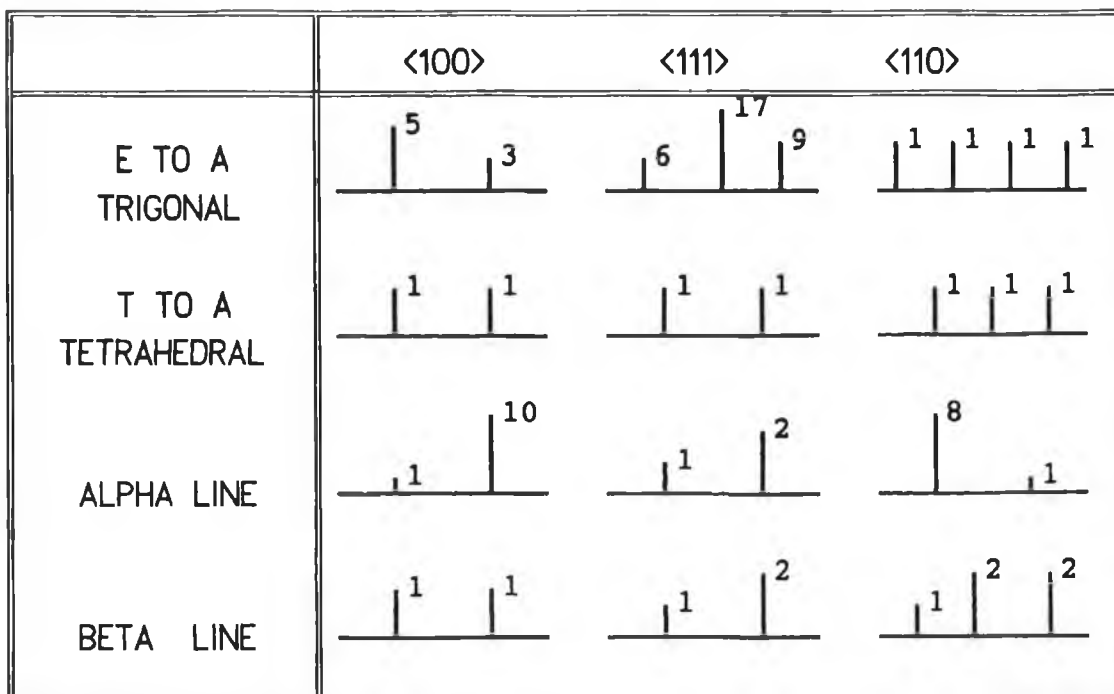 <100> <111> <110>
E TO A
TRIGONAL
5 3 6 17 9 1 1 1 1
T TO A
TETRAHEDRAL
1 1 1 1 1 1 1
ALPHA LINE
1 10 1 2 8 1
BETA LINE
1 1 1 2 1 2 2